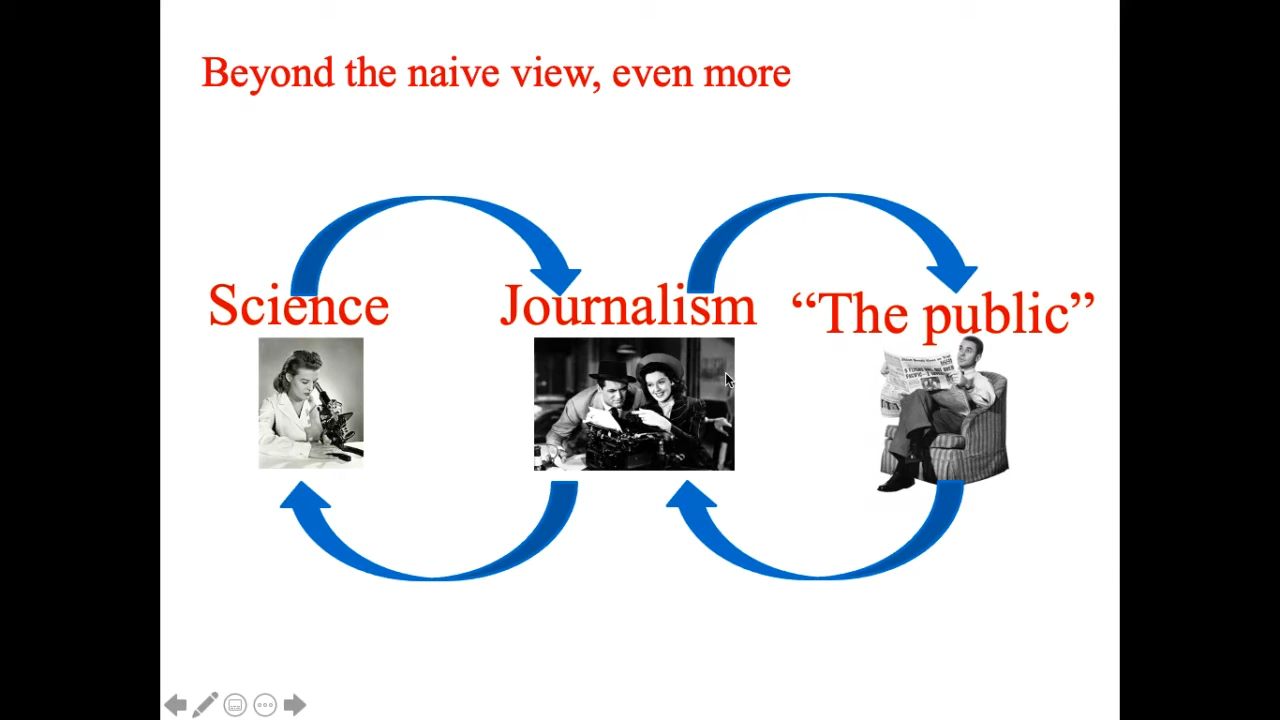 Beyond the naive view, even more
Science
Journalism
“The public”